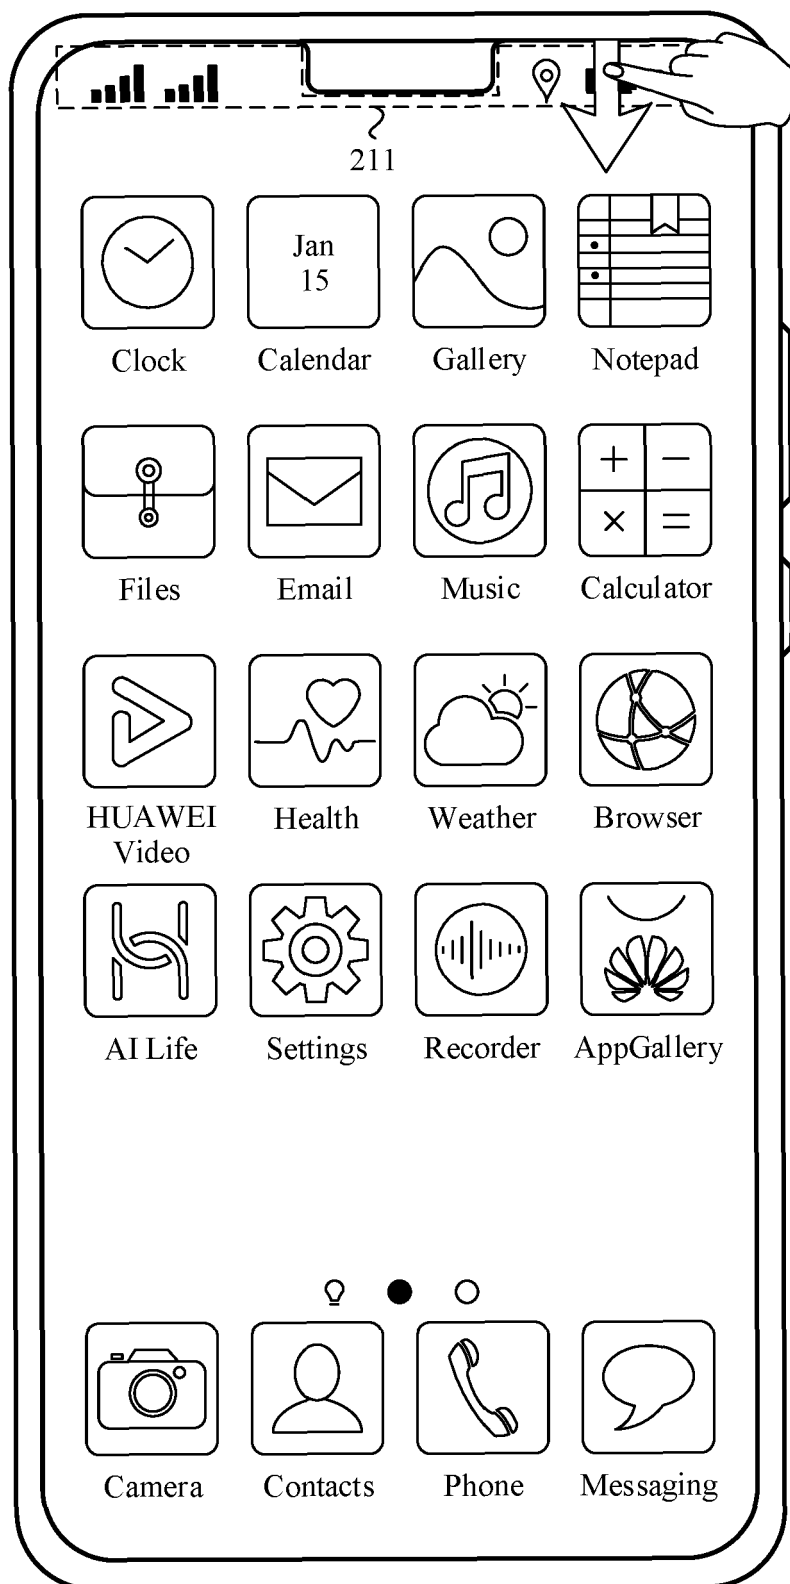 211
Jan
15
Clock Calendar Gallery Notepad
Files Email Music Calculator
HUAWEI
Video
Health Weather Browser
AI Life Settings Recorder AppGallery
Camera Contacts Phone Messaging